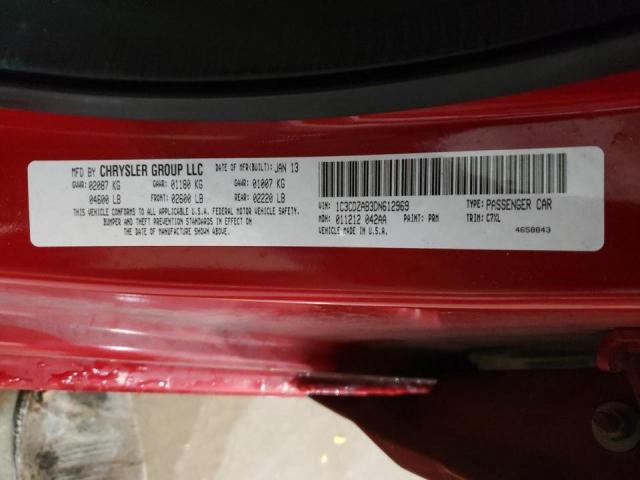 MFD BY CHRYSLER GROUP LLC DATE OF MFR(BUILT): JAN 13
GVWR: 02087 KG GAWR: 01180 KG GAWR: 01007 KG
04600 LB FRONT: 02600 LB REAR: 02220 LB
THIS VEHICLE CONFORMS TO ALL APPLICABLE U.S.A. FEDERAL MOTOR VEHICLE SAFETY,
BUMPER AND THEFT PREVENTION STANDARDS IN EFFECT ON
THE DATE OF MANUFACTURE SHOWN ABOVE.
VIN: 1C3CDZAB3DN612969 TYPE: PASSENGER CAR
MDH: 011212 042AA PAINT: PRM TRIM: C7XL
VEHICLE MADE IN U.S.A. 4658843